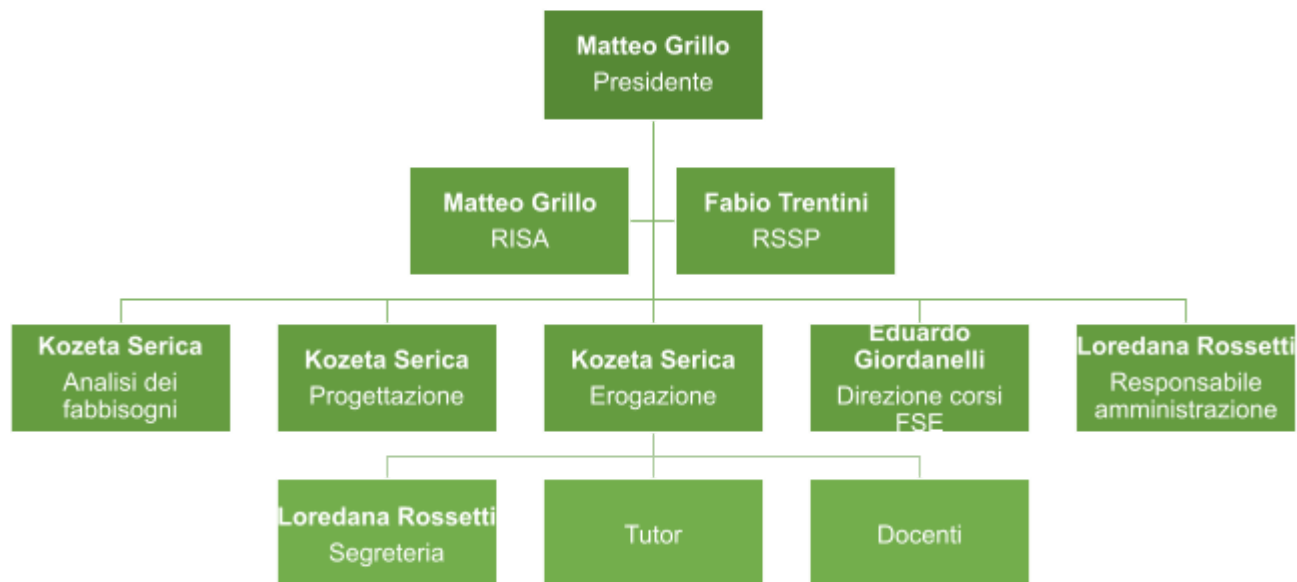 Matteo Grillo
Presidente
Matteo Grillo
RISA
Fabio Trentini
RSSP
Kozeta Serica
Analisi dei
fabbisogni
Kozeta Serica
Progettazione
Kozeta Serica
Erogazione
Eduardo
Giordanelli
Direzione corsi
FSE
Loredana Rossetti
Responsabile
amministrazione
Loredana Rossetti
Segreteria
Tutor
Docenti